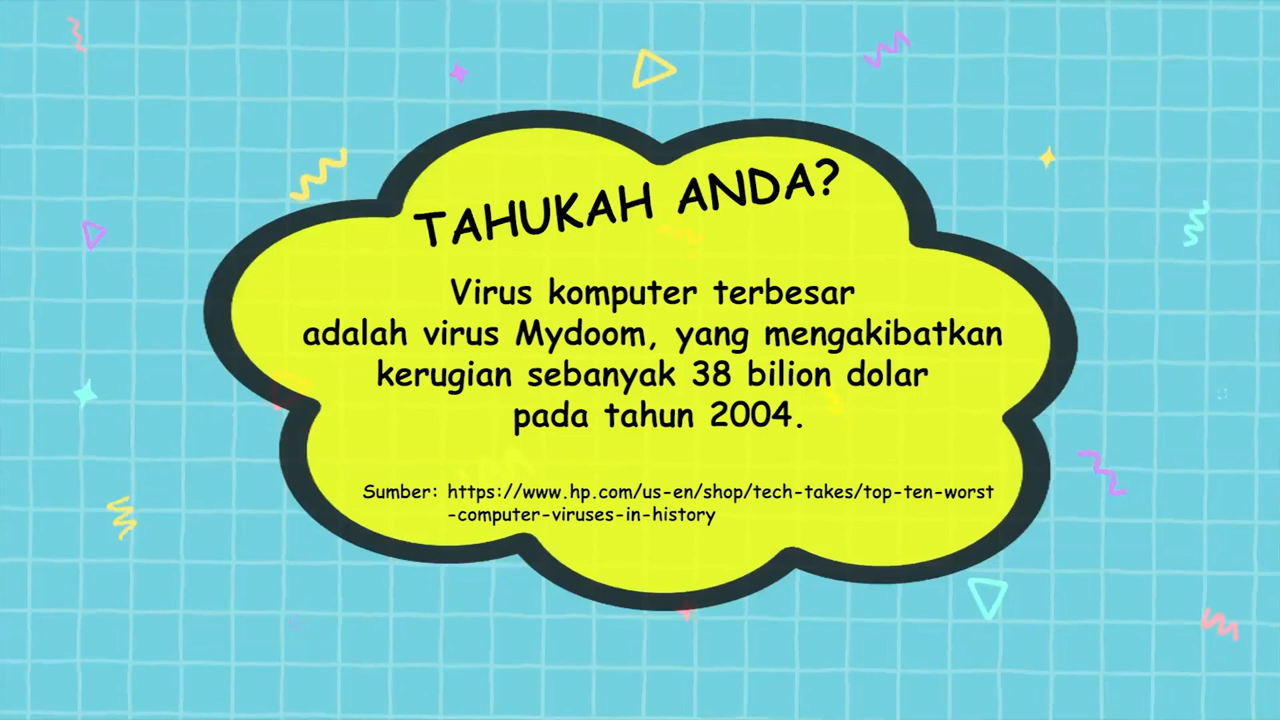 TAHUKAH ANDA?
Virus komputer terbesar
adalah virus Mydoom, yang mengakibatkan
kerugian sebanyak 38 bilion dolar
pada tahun 2004.
Sumber: https://www.hp.com/us-en/shop/tech-takes/top-ten-worst
-computer-viruses-in-history